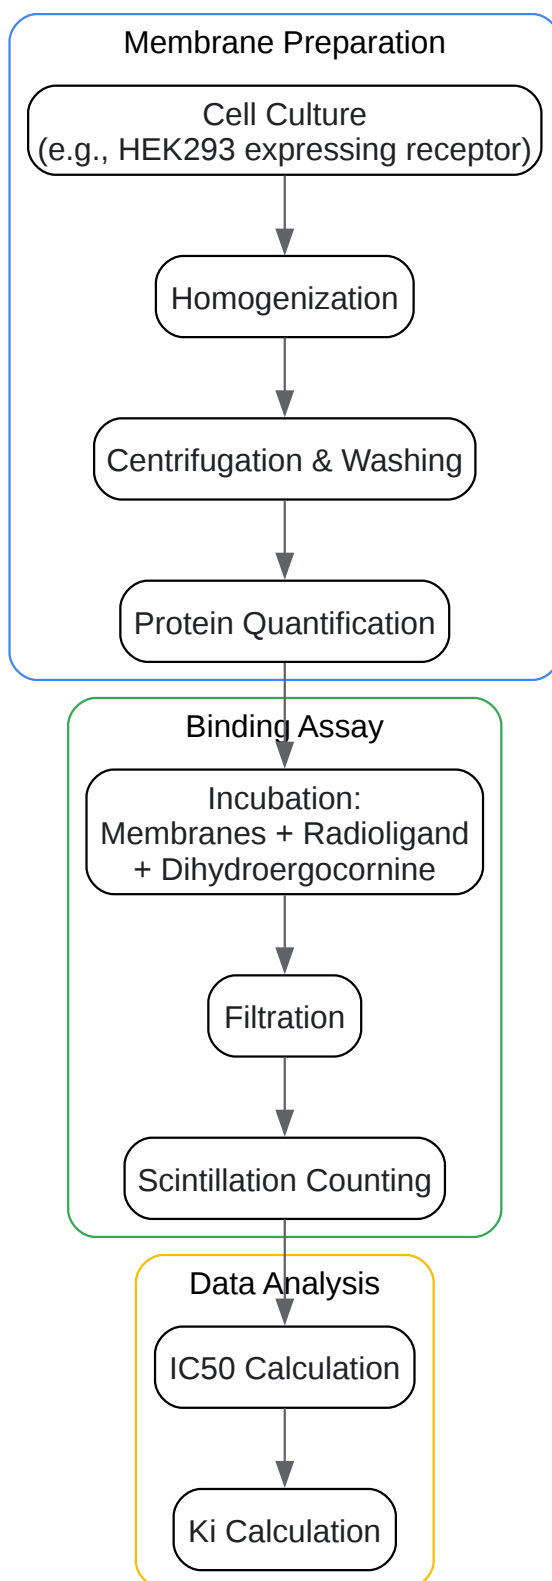 Membrane Preparation
Cell Culture
(e.g., HEK293 expressing receptor)
Homogenization
Centrifugation & Washing
Protein Quantification
Binding Assay
Incubation:
Membranes + Radioligand
+ Dihydroergocornine
Filtration
Scintillation Counting
Data Analysis
IC50 Calculation
Ki Calculation